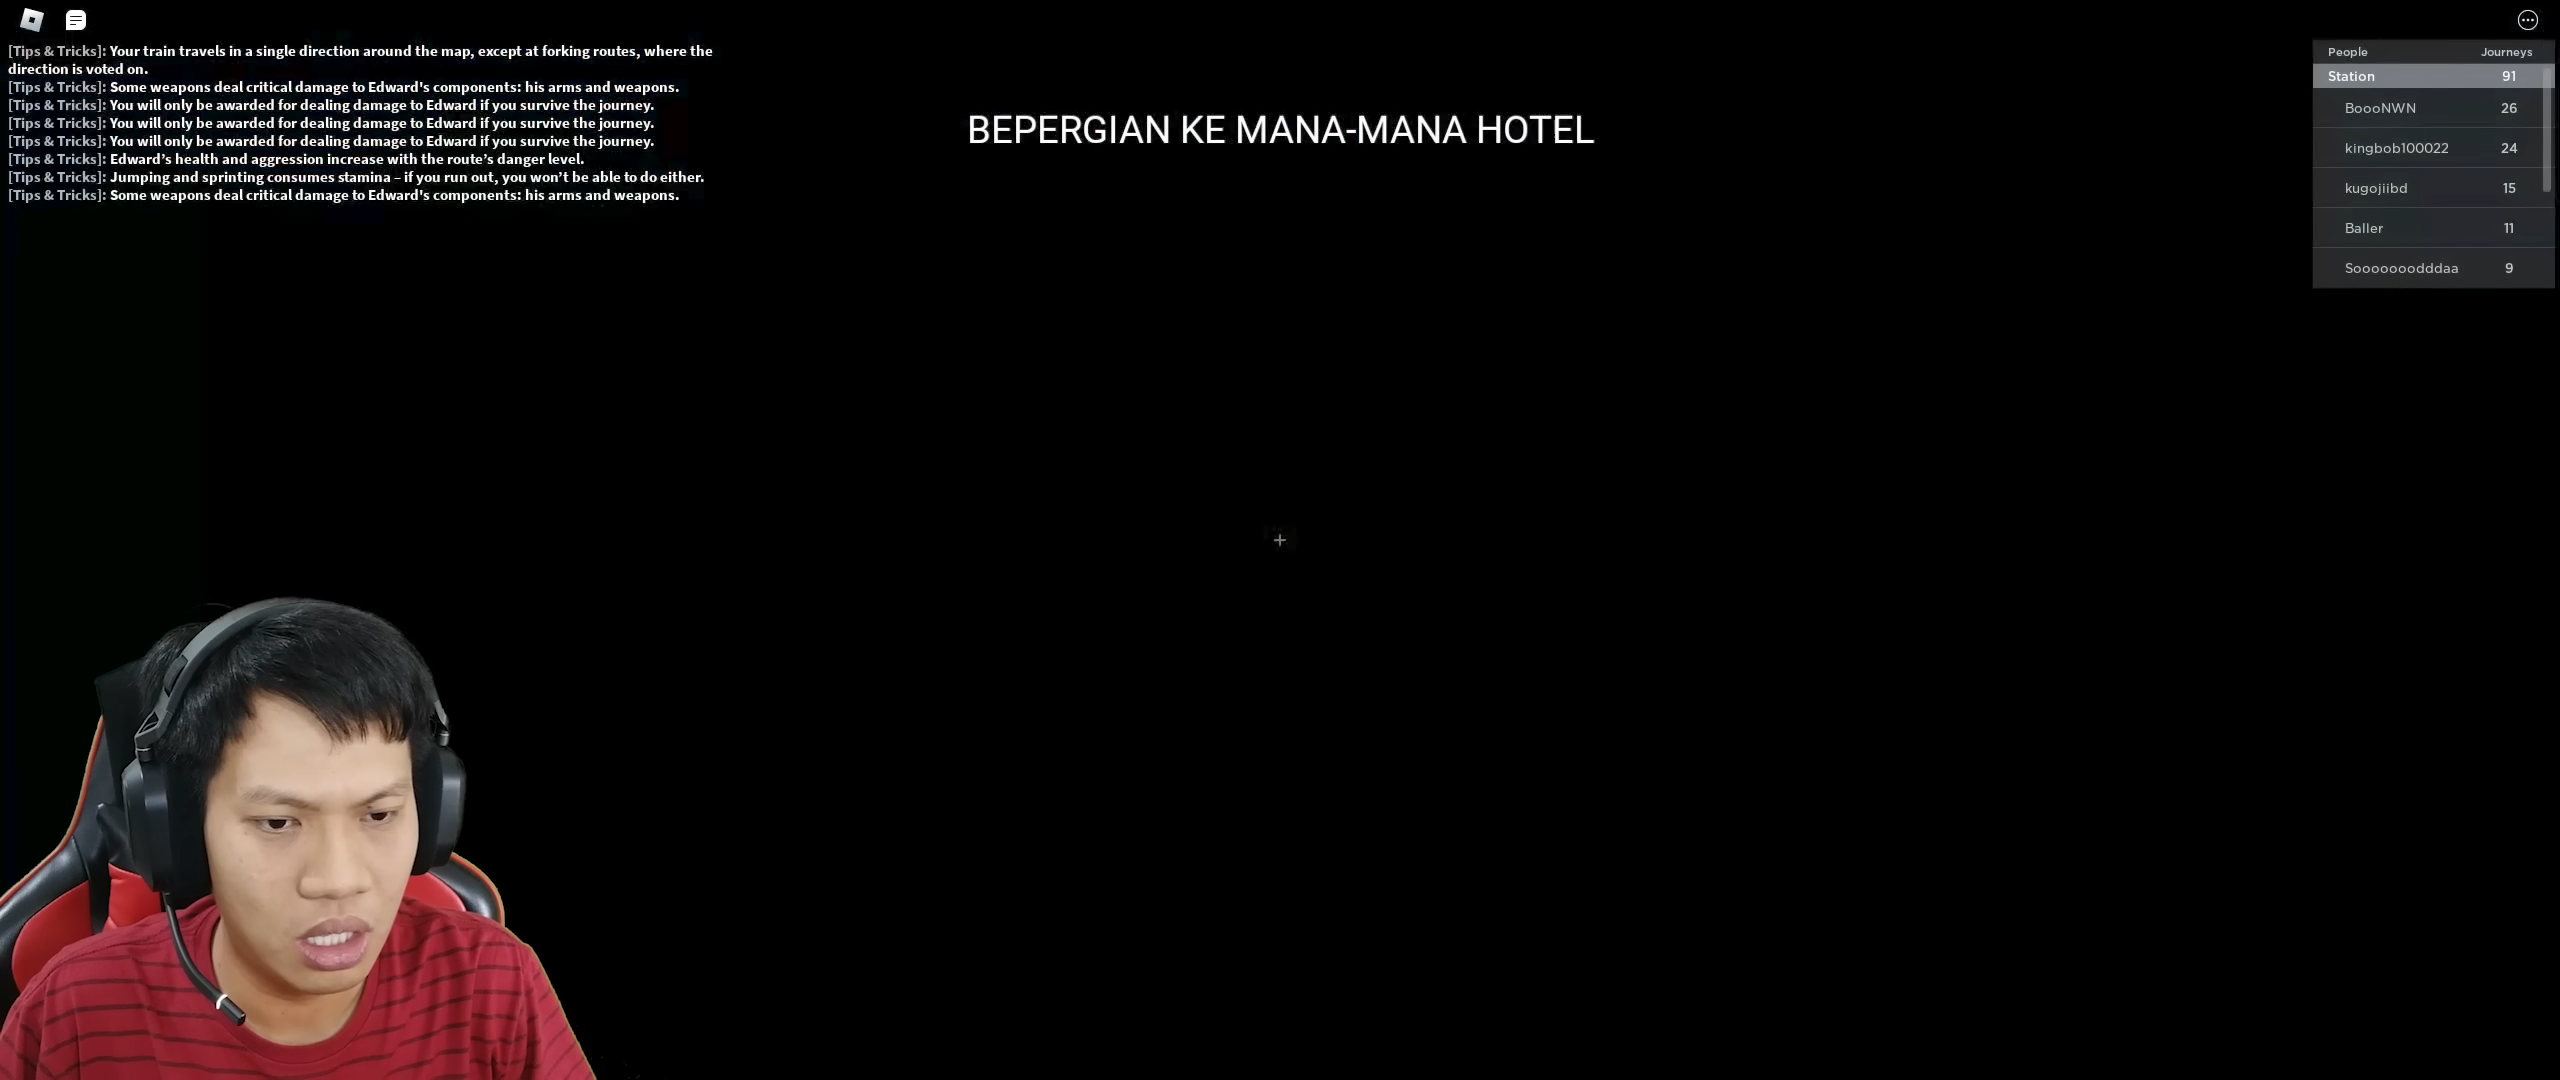 [Tips & Tricks]: Your train travels in a single direction around the map, except at forking routes, where the
direction is voted on.
[Tips & Tricks]: Some weapons deal critical damage to Edward's components: his arms and weapons.
[Tips & Tricks]: You will only be awarded for dealing damage to Edward if you survive the journey.
[Tips & Tricks]: You will only be awarded for dealing damage to Edward if you survive the journey.
[Tips & Tricks]: You will only be awarded for dealing damage to Edward if you survive the journey.
[Tips & Tricks]: Edward’s health and aggression increase with the route’s danger level.
[Tips & Tricks]: Jumping and sprinting consumes stamina – if you run out, you won’t be able to do either.
[Tips & Tricks]: Some weapons deal critical damage to Edward's components: his arms and weapons.
BEPERGIAN KE MANA-MANA HOTEL
People Journeys
Station 91
BoooNWN 26
kingbob100022 24
kugojiibd 15
Baller 11
Sooooooodddaa 9